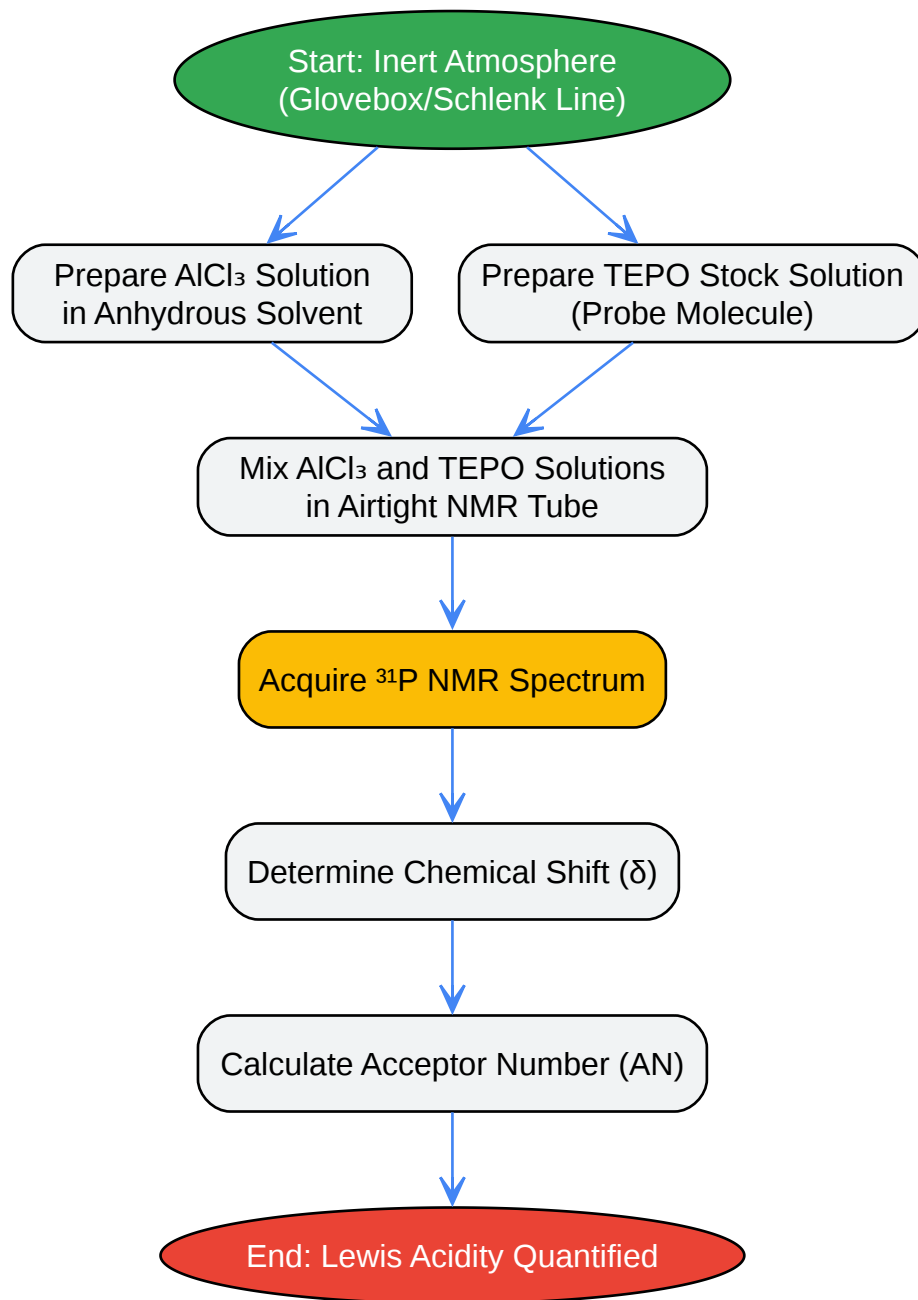 Start: Inert Atmosphere
(Glovebox/Schlenk Line)
Prepare AlCl₃ Solution
in Anhydrous Solvent
Prepare TEPO Stock Solution
(Probe Molecule)
Mix AlCl₃ and TEPO Solutions
in Airtight NMR Tube
Acquire ³¹P NMR Spectrum
Determine Chemical Shift (δ)
Calculate Acceptor Number (AN)
End: Lewis Acidity Quantified